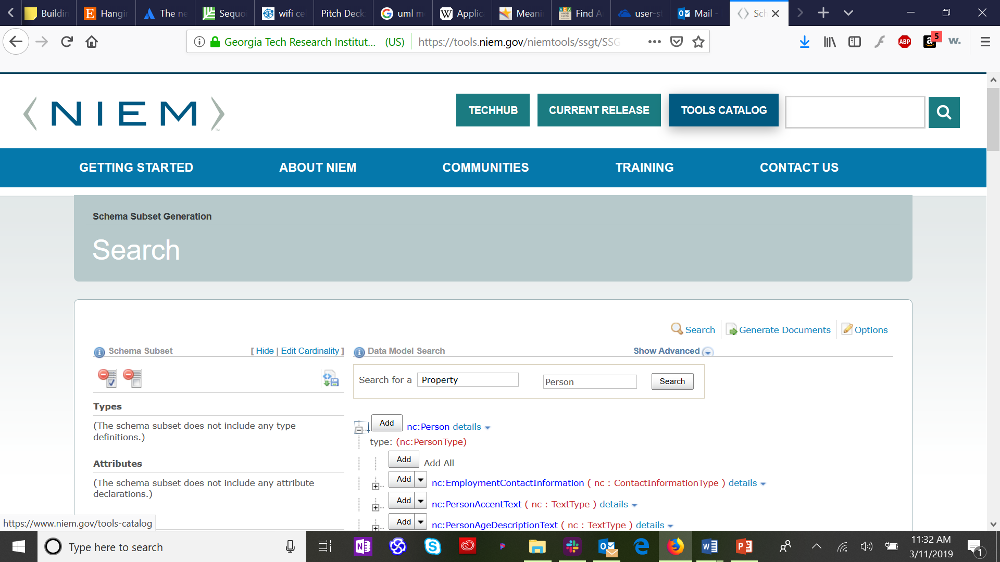 Buildin Hangin The ne Sequoi wifi cel Pitch Deck uml m Applic Meani Find A user-st Mail - Sch
Georgia Tech Research Institut... (US) https://tools.niem.gov/niemtools/ssgt/SSG ABP 5 w.
NIEM
TECHHUB CURRENT RELEASE TOOLS CATALOG
GETTING STARTED ABOUT NIEM COMMUNITIES TRAINING CONTACT US
Schema Subset Generation
Search
Search Generate Documents Options
Schema Subset [ Hide | Edit Cardinality ] Data Model Search Show Advanced
Search for a Property Person Search
Types
(The schema subset does not include any type
definitions.)
Attributes
(The schema subset does not include any attribute
declarations.)
Add nc:Person details
type: (nc:PersonType)
Add Add All
Add nc:EmploymentContactInformation ( nc : ContactInformationType ) details
Add nc:PersonAccentText ( nc : TextType ) details
Add nc:PersonAgeDescriptionText ( nc : TextType ) details
https://www.niem.gov/tools-catalog
Type here to search
11:32 AM
3/11/2019
1